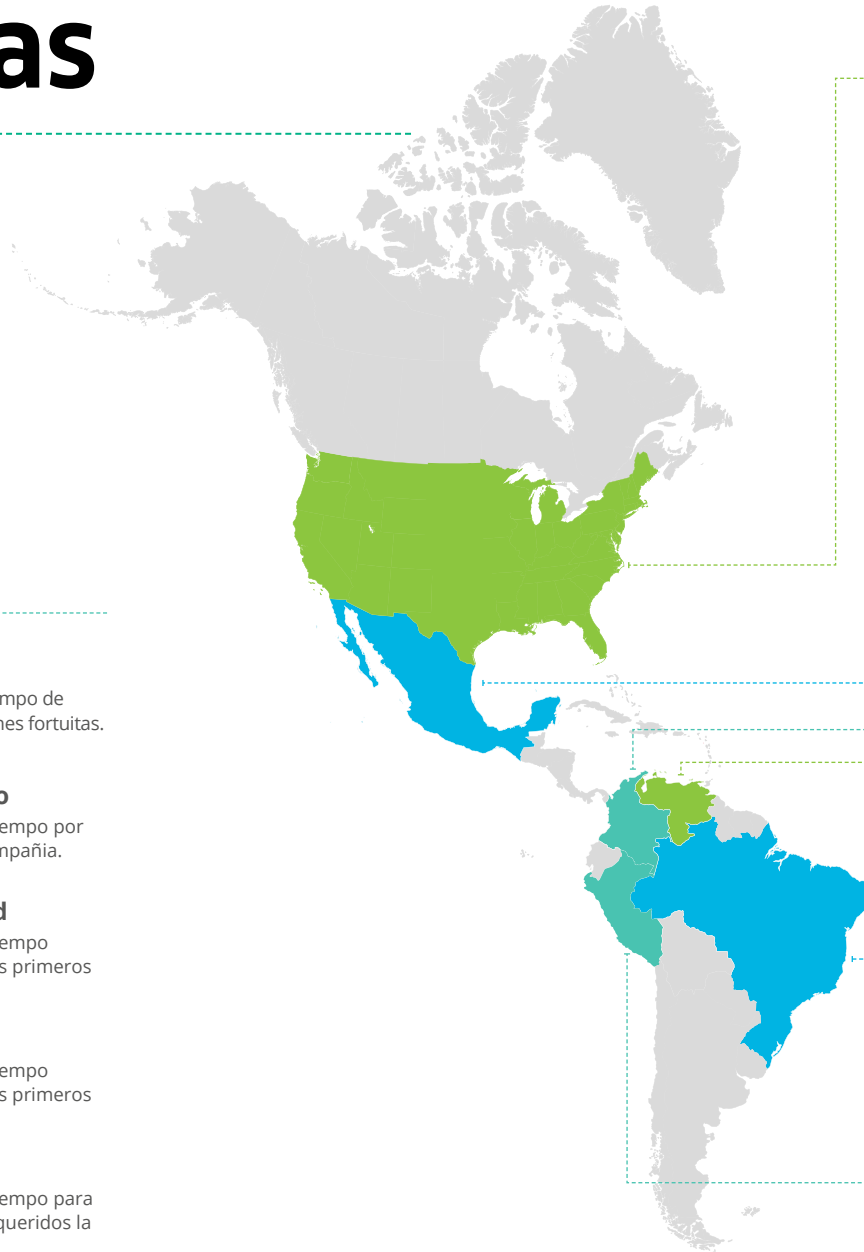 as
mpo de
nes fortuitas.
o
empo por
mpañia.
d
empo
s primeros
empo
s primeros
empo para
queridos la